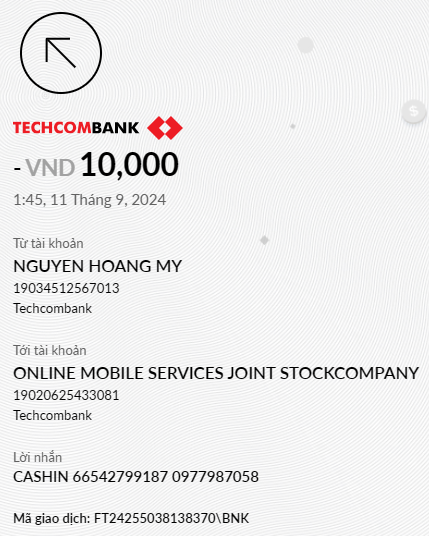 TECHCOMBANK
- VND 10,000
1:45, 11 Tháng 9, 2024
Từ tài khoản
NGUYEN HOANG MY
19034512567013
Techcombank
Tới tài khoản
ONLINE MOBILE SERVICES JOINT STOCKCOMPANY
19020625433081
Techcombank
Lời nhắn
CASHIN 66542799187 0977987058
Mã giao dịch: FT24255038138370\BNK